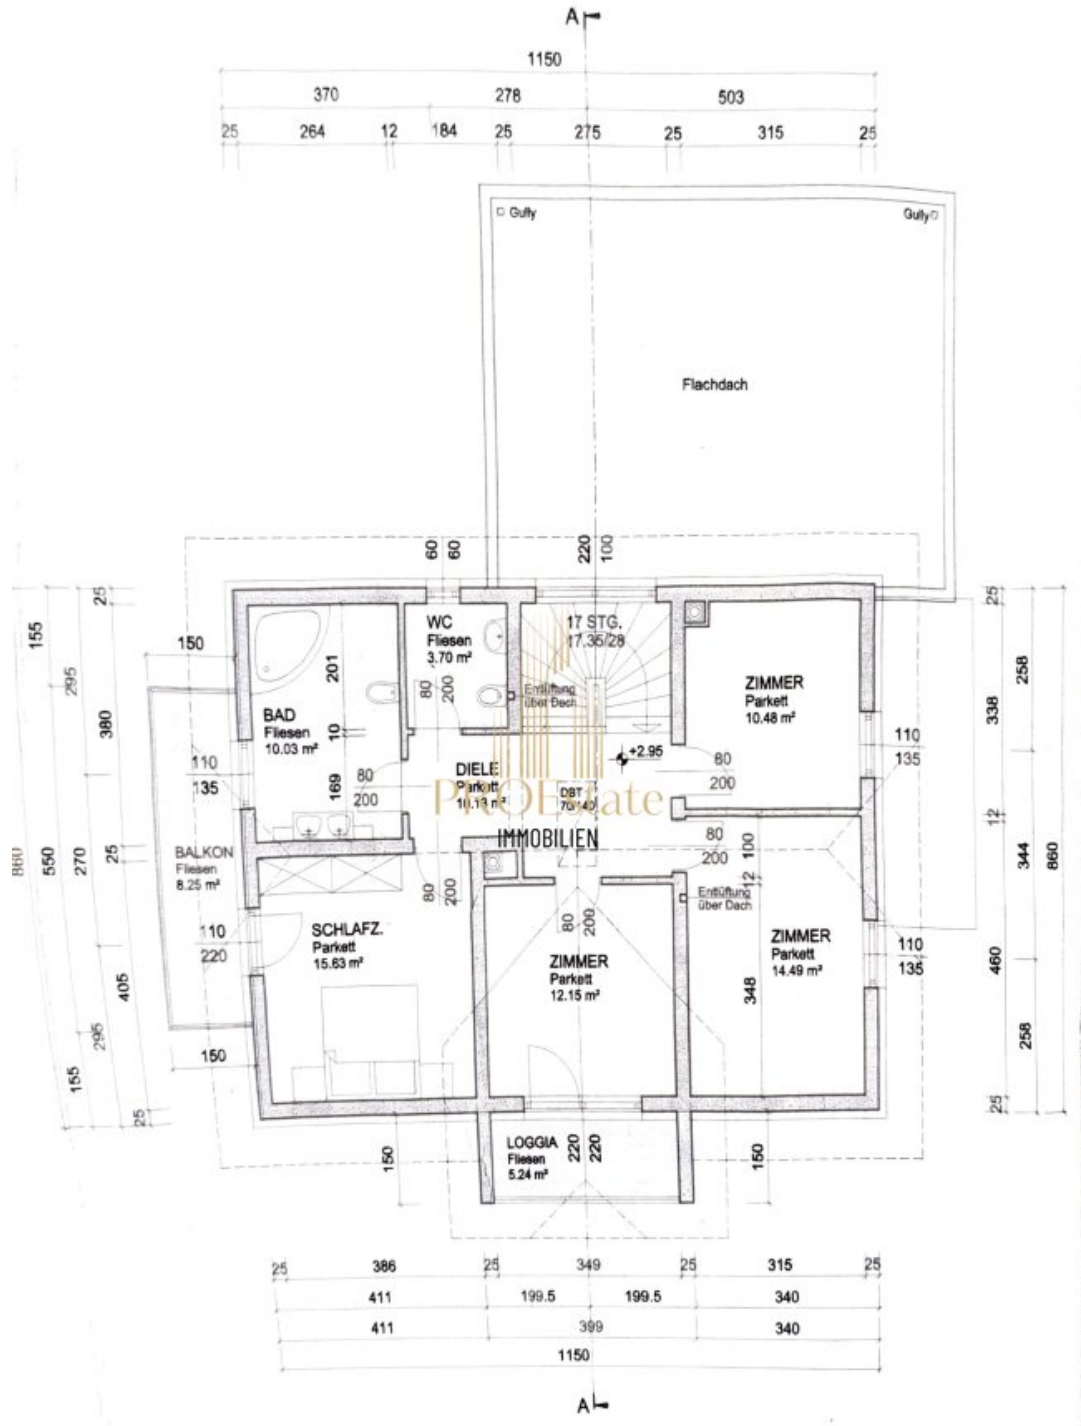 A
1150
370 278 503
25 264 12 184 25 275 25 315 25
Gully
Gully
Flachdach
60 60
220 100
25
155
295
380
150
25
258
338
WC
Fliesen
3.70 m²
17 STG.
17.35/28
201
80 200
Entlüftung
über Dach
ZIMMER
Parkett
10.48 m²
BAD
Fliesen
10.03 m²
10
110
135
169
80
200
DIELE
Parkett
+2.95
80
200
110
135
DBT
PROEstate
IMMOBILIEN
12
344
860
BALKON
Fliesen
8.25 m²
550
270
25
80
200
100
12
Entlüftung
über Dach
80 200
80 200
SCHLAFZ.
Parkett
15.63 m²
110
220
ZIMMER
Parkett
12.15 m²
ZIMMER
Parkett
14.49 m²
110
135
348
460
405
295
258
150
155
25
25
150
LOGGIA
Fliesen
5.24 m²
220 220
150
25 386 25 349 25 315 25
411 199.5 199.5 340
411 399 340
1150
A